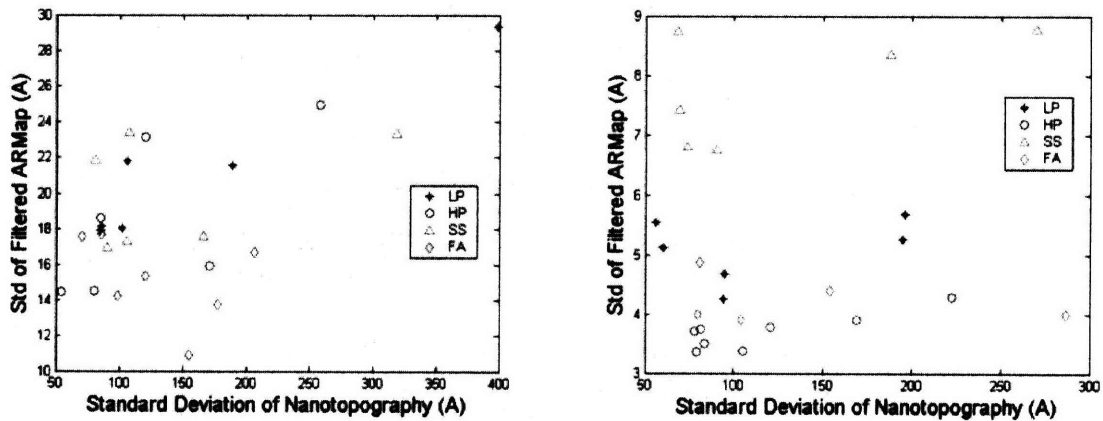 30
28
26
24
22
20
18
16
14
12
10
50 100 150 200 250 300 350 400
Std of Filtered ARMap (A)
Standard Deviation of Nanotopography (A)
LP
HP
SS
FA
9
8
7
6
5
4
3
50 100 150 200 250 300
Std of Filtered ARMap (A)
Standard Deviation of Nanotopography (A)
LP
HP
SS
FA